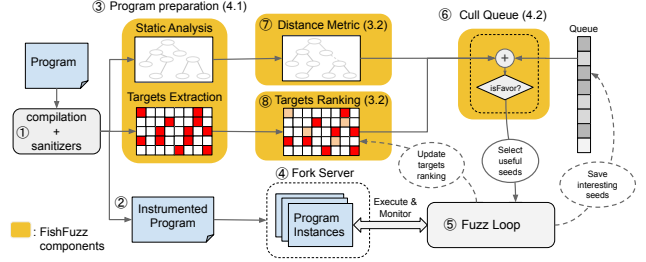 ③ Program preparation (4.1)
Static Analysis
⑦ Distance Metric (3.2)
⑥ Cull Queue (4.2)
Queue
Program
+
isFavor?
① compilation
+
sanitizers
Targets Extraction
⑧ Targets Ranking (3.2)
Update
targets
ranking
Select
useful
seeds
Save
interesting
seeds
② Instrumented
Program
④ Fork Server
Program
Instances
Execute &
Monitor
⑤ Fuzz Loop
: FishFuzz
components